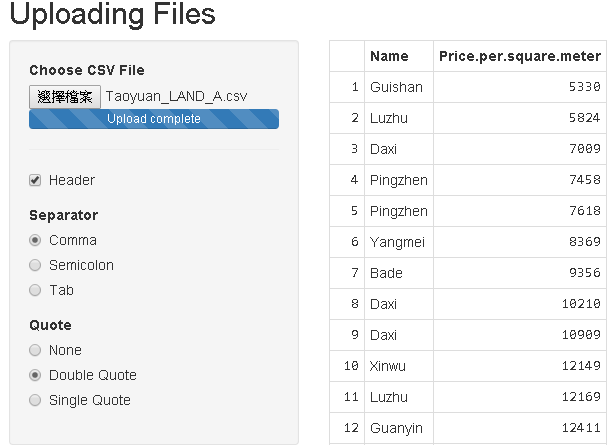 Uploading Files
Choose CSV File
選擇檔案 Taoyuan_LAND_A.csv
Upload complete
Header
Separator
Comma
Semicolon
Tab
Quote
None
Double Quote
Single Quote
Name Price.per.square.meter
1 Guishan 5330
2 Luzhu 5824
3 Daxi 7009
4 Pingzhen 7458
5 Pingzhen 7618
6 Yangmei 8369
7 Bade 9356
8 Daxi 10210
9 Daxi 10909
10 Xinwu 12149
11 Luzhu 12169
12 Guanyin 12411